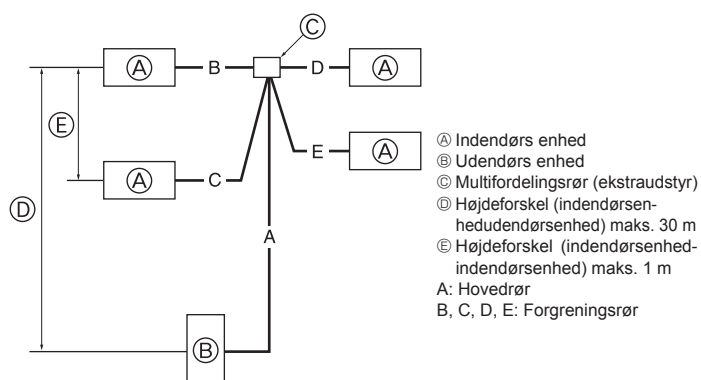 Ⓒ
Ⓐ B D Ⓐ
Ⓔ
Ⓐ C E Ⓐ
Ⓓ
A
Ⓑ
Ⓐ Indendørs enhed
Ⓑ Udendørs enhed
Ⓒ Multifordelingsrør (ekstraudstyr)
Ⓓ Højdeforskel (indendørsen-
hedudendørsenhed) maks. 30 m
Ⓔ Højdeforskel (indendørsenhed-
indendørsenhed) maks. 1 m
A: Hovedrør
B, C, D, E: Forgreningsrør